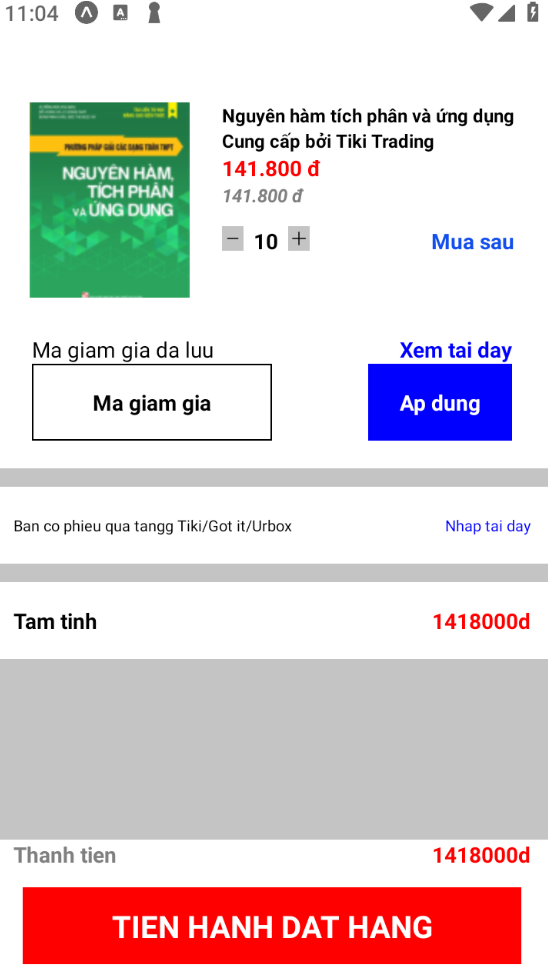 11:04
Nguyên hàm tích phân và ứng dụng
Cung cấp bởi Tiki Trading
141.800 đ
141.800 đ
− 10 +
Mua sau
PHƯƠNG PHÁP GIẢI CÁC DẠNG TOÁN THPT
NGUYÊN HÀM,
TÍCH PHÂN
VÀ ỨNG DỤNG
Ma giam gia da luu
Xem tai day
Ma giam gia
Ap dung
Ban co phieu qua tangg Tiki/Got it/Urbox
Nhap tai day
Tam tinh
1418000d
Thanh tien
1418000d
TIEN HANH DAT HANG